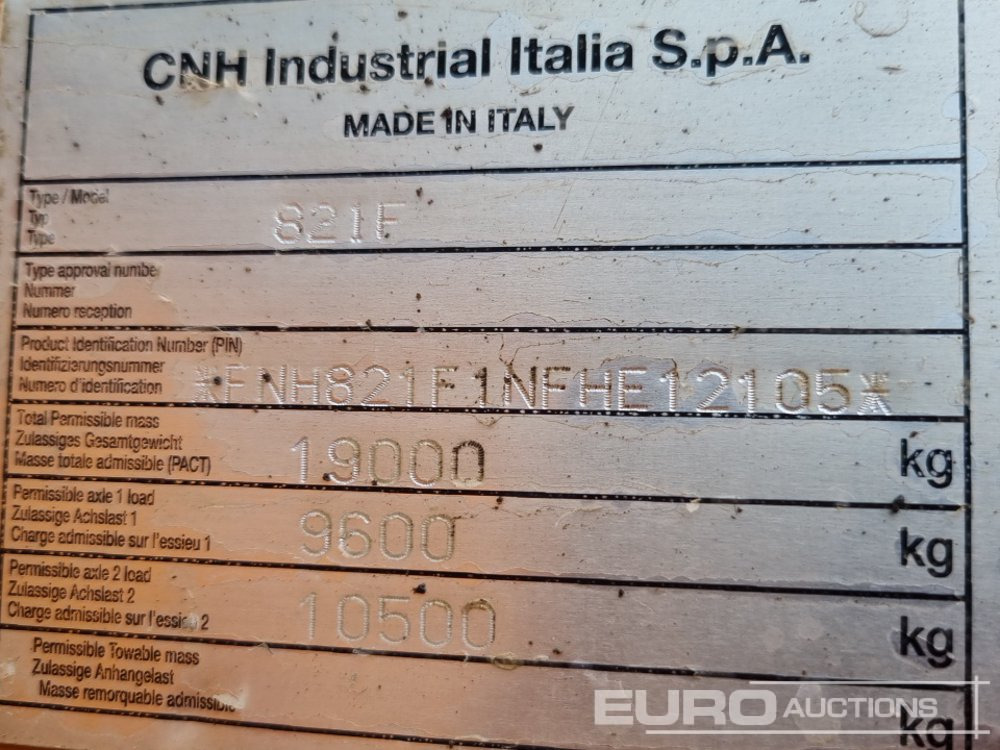 CNH Industrial Italia S.p.A.
MADE IN ITALY
Type / Model
Typ
Type
821F
Type approval number
Nummer
Numero reception
Product Identification Number (PIN)
Identifizierungsnummer
Numero d'identification
*FNH821F1NFHE12105*
Total Permissible mass
Zulassiges Gesamtgewicht
Masse totale admissible (PACT)
19000 kg
Permissible axle 1 load
Zulassige Achslast 1
Charge admissible sur l'essieu 1
9600 kg
Permissible axle 2 load
Zulassige Achslast 2
Charge admissible sur l'essieu 2
10500 kg
Permissible Towable mass
Zulassige Anhangelast
Masse remorquable admissible
kg
EURO AUCTIONS